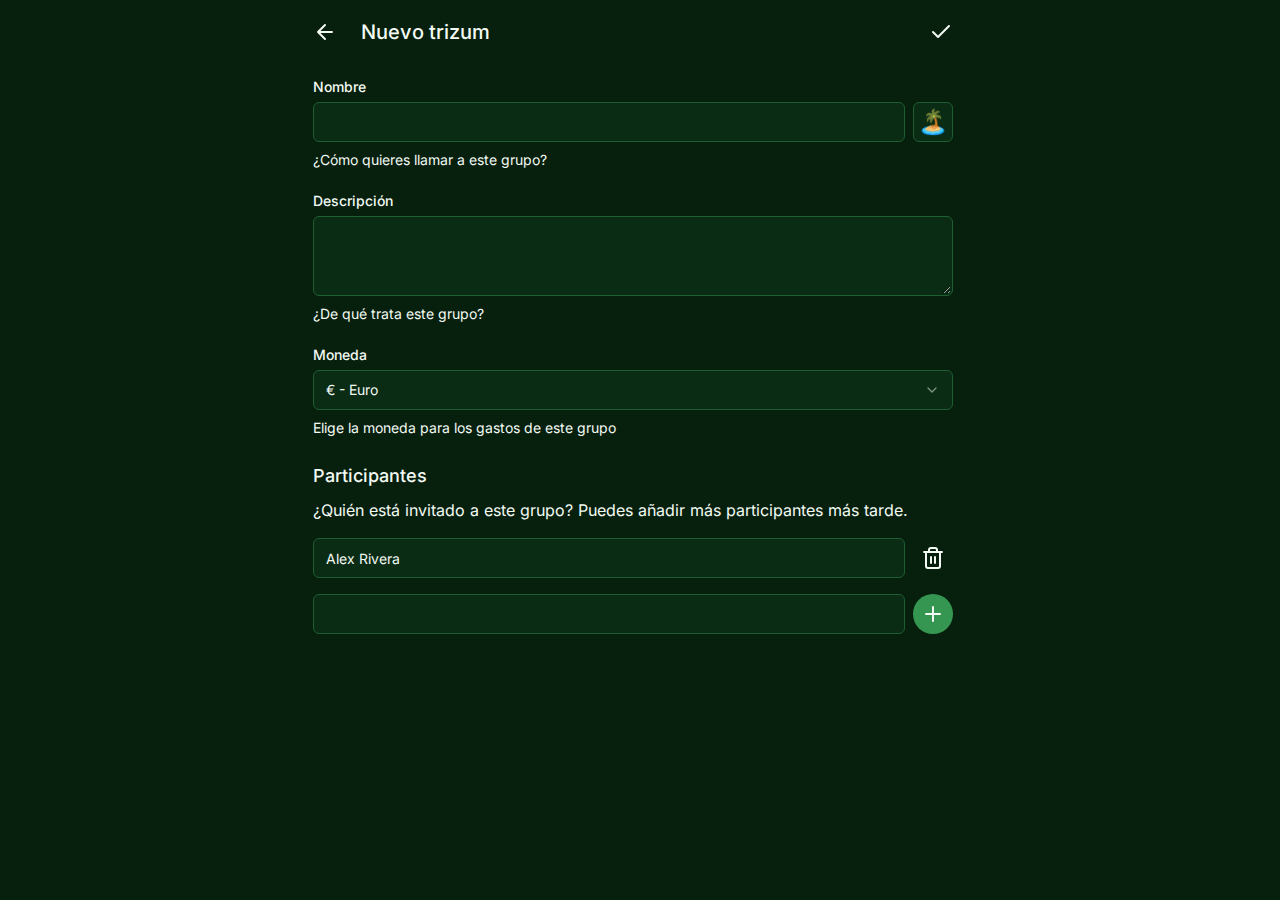 Nuevo trizum
Nombre
¿Cómo quieres llamar a este grupo?
Descripción
¿De qué trata este grupo?
Moneda
€ - Euro
Elige la moneda para los gastos de este grupo
Participantes
¿Quién está invitado a este grupo? Puedes añadir más participantes más tarde.
Alex Rivera